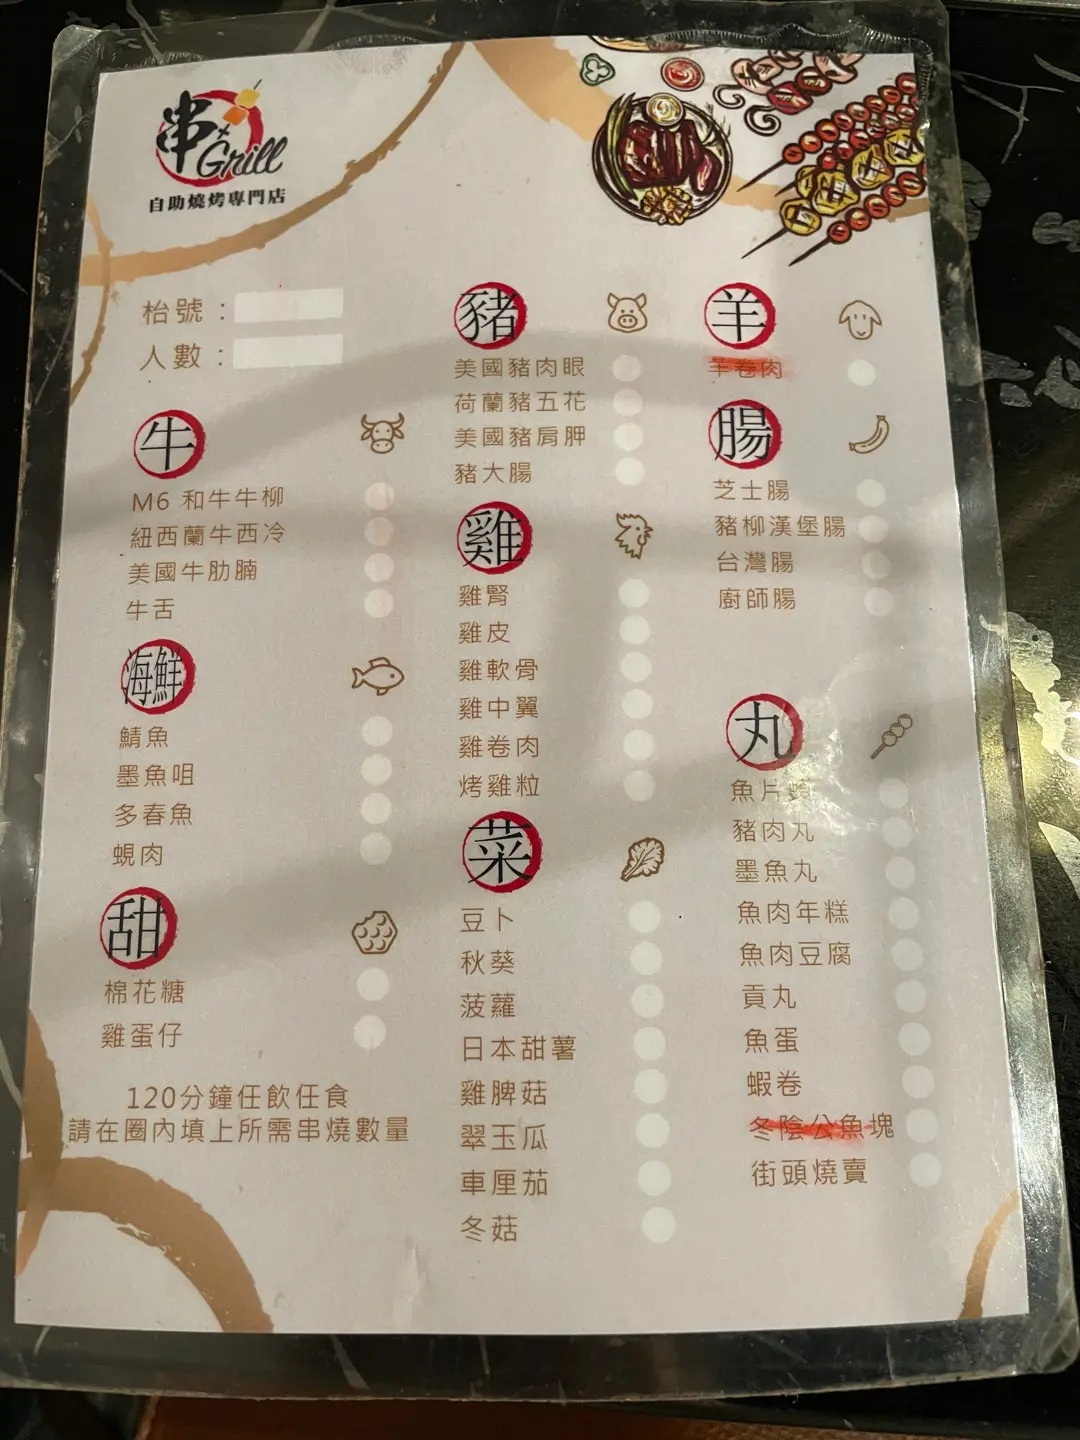 串
Grill
自助燒烤專門店
枱號：
人數：
牛
M6 和牛牛柳
紐西蘭牛西冷
美國牛肋腩
牛舌
海鮮
鯖魚
墨魚咀
多春魚
蜆肉
甜
棉花糖
雞蛋仔
120分鐘任飲任食
請在圈內填上所需串燒數量
豬
美國豬肉眼
荷蘭豬五花
美國豬肩胛
豬大腸
雞
雞腎
雞皮
雞軟骨
雞中翼
雞卷肉
烤雞粒
菜
豆卜
秋葵
菠蘿
日本甜薯
雞脾菇
翠玉瓜
車厘茄
冬菇
羊
羊卷肉
腸
芝士腸
豬柳漢堡腸
台灣腸
廚師腸
丸
魚片頭
豬肉丸
墨魚丸
魚肉年糕
魚肉豆腐
貢丸
魚蛋
蝦卷
冬陰公魚塊
街頭燒賣